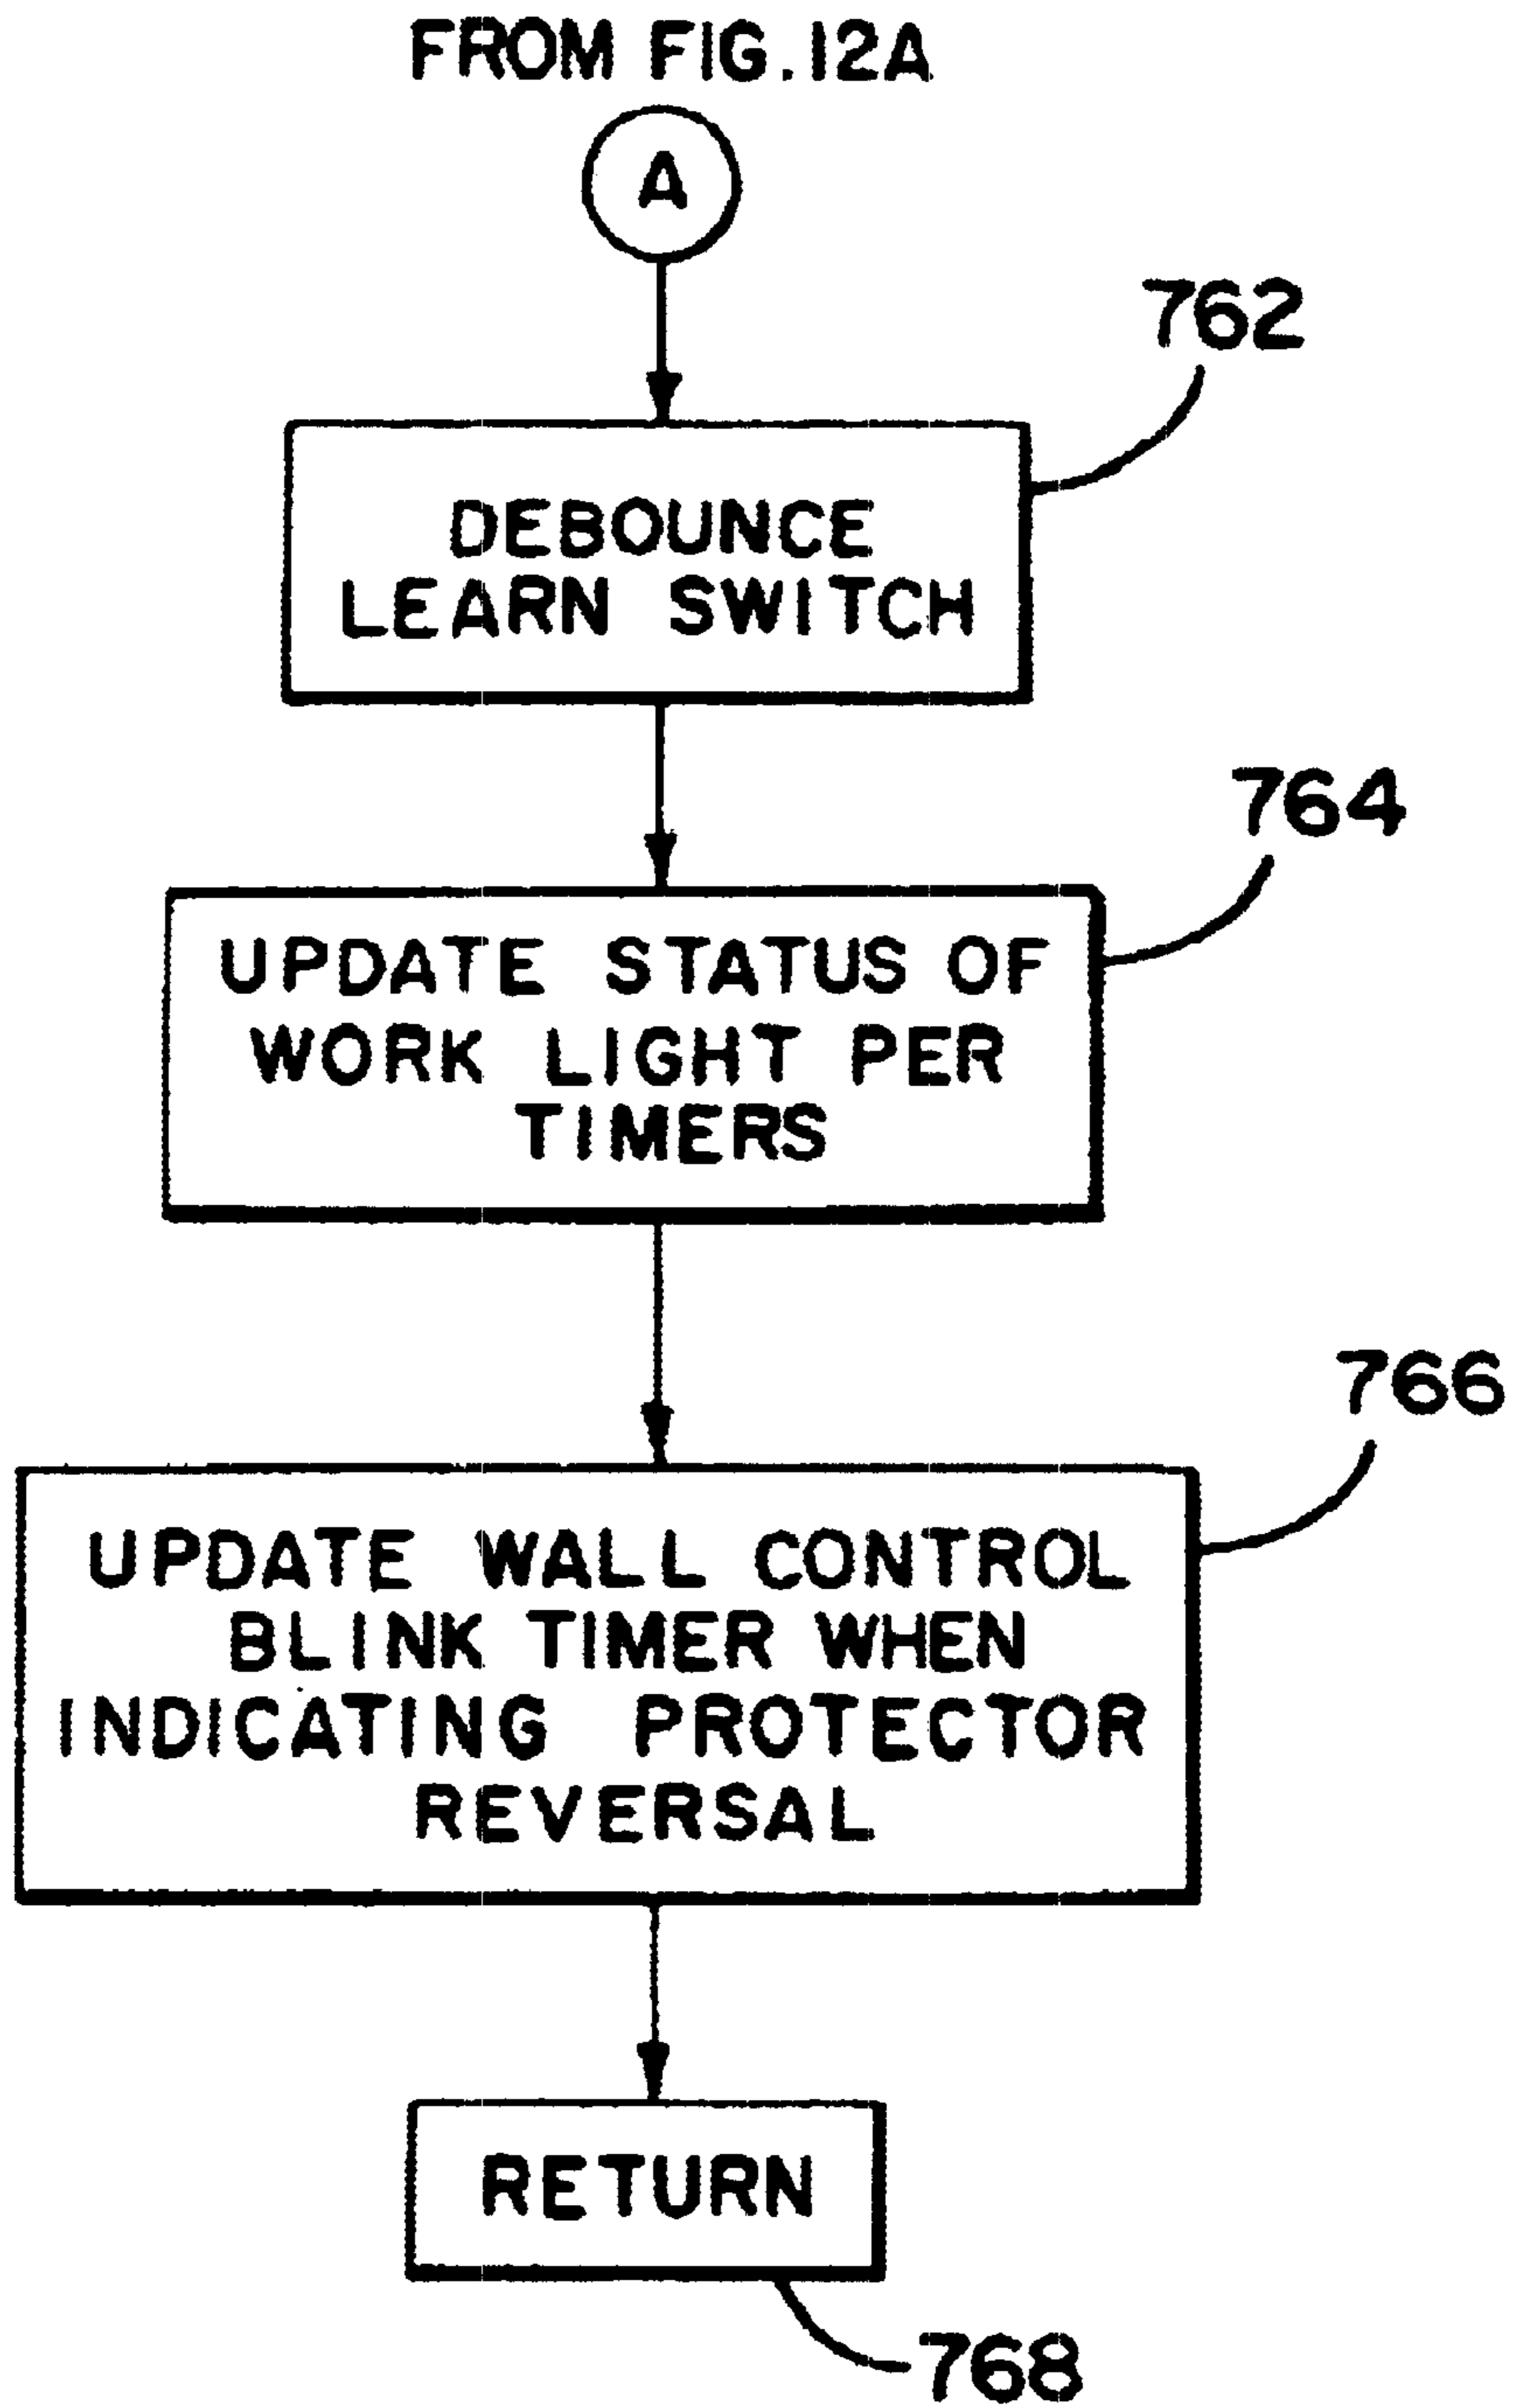 FROM FIG. 12A
A
762
DEBOUNCE
LEARN SWITCH
764
UPDATE STATUS OF
WORK LIGHT PER
TIMERS
766
UPDATE WALL CONTROL
BLINK TIMER WHEN
INDICATING PROTECTOR
REVERSAL
RETURN
768